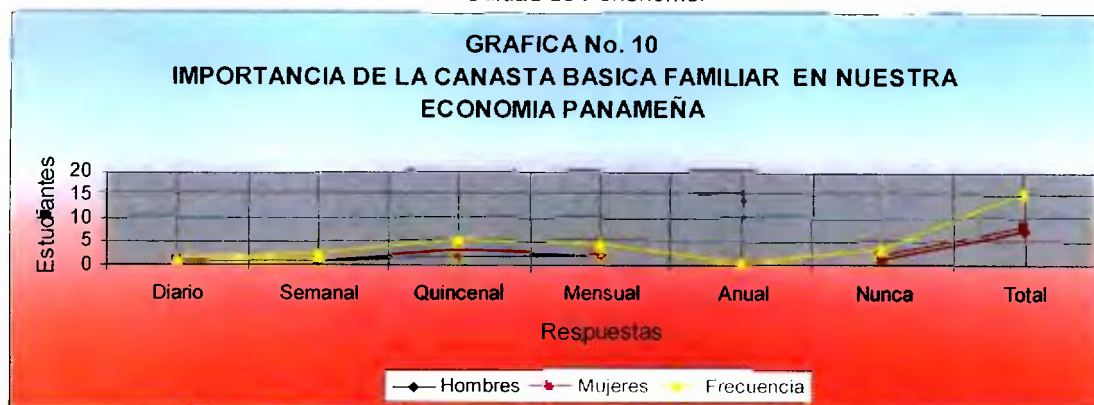 GRAFICA No. 10
IMPORTANCIA DE LA CANASTA BASICA FAMILIAR EN NUESTRA
ECONOMIA PANAMEÑA
Estudiantes
20
15
10
5
0
Diario Semanal Quincenal Mensual Anual Nunca Total
Respuestas
Hombres Mujeres Frecuencia